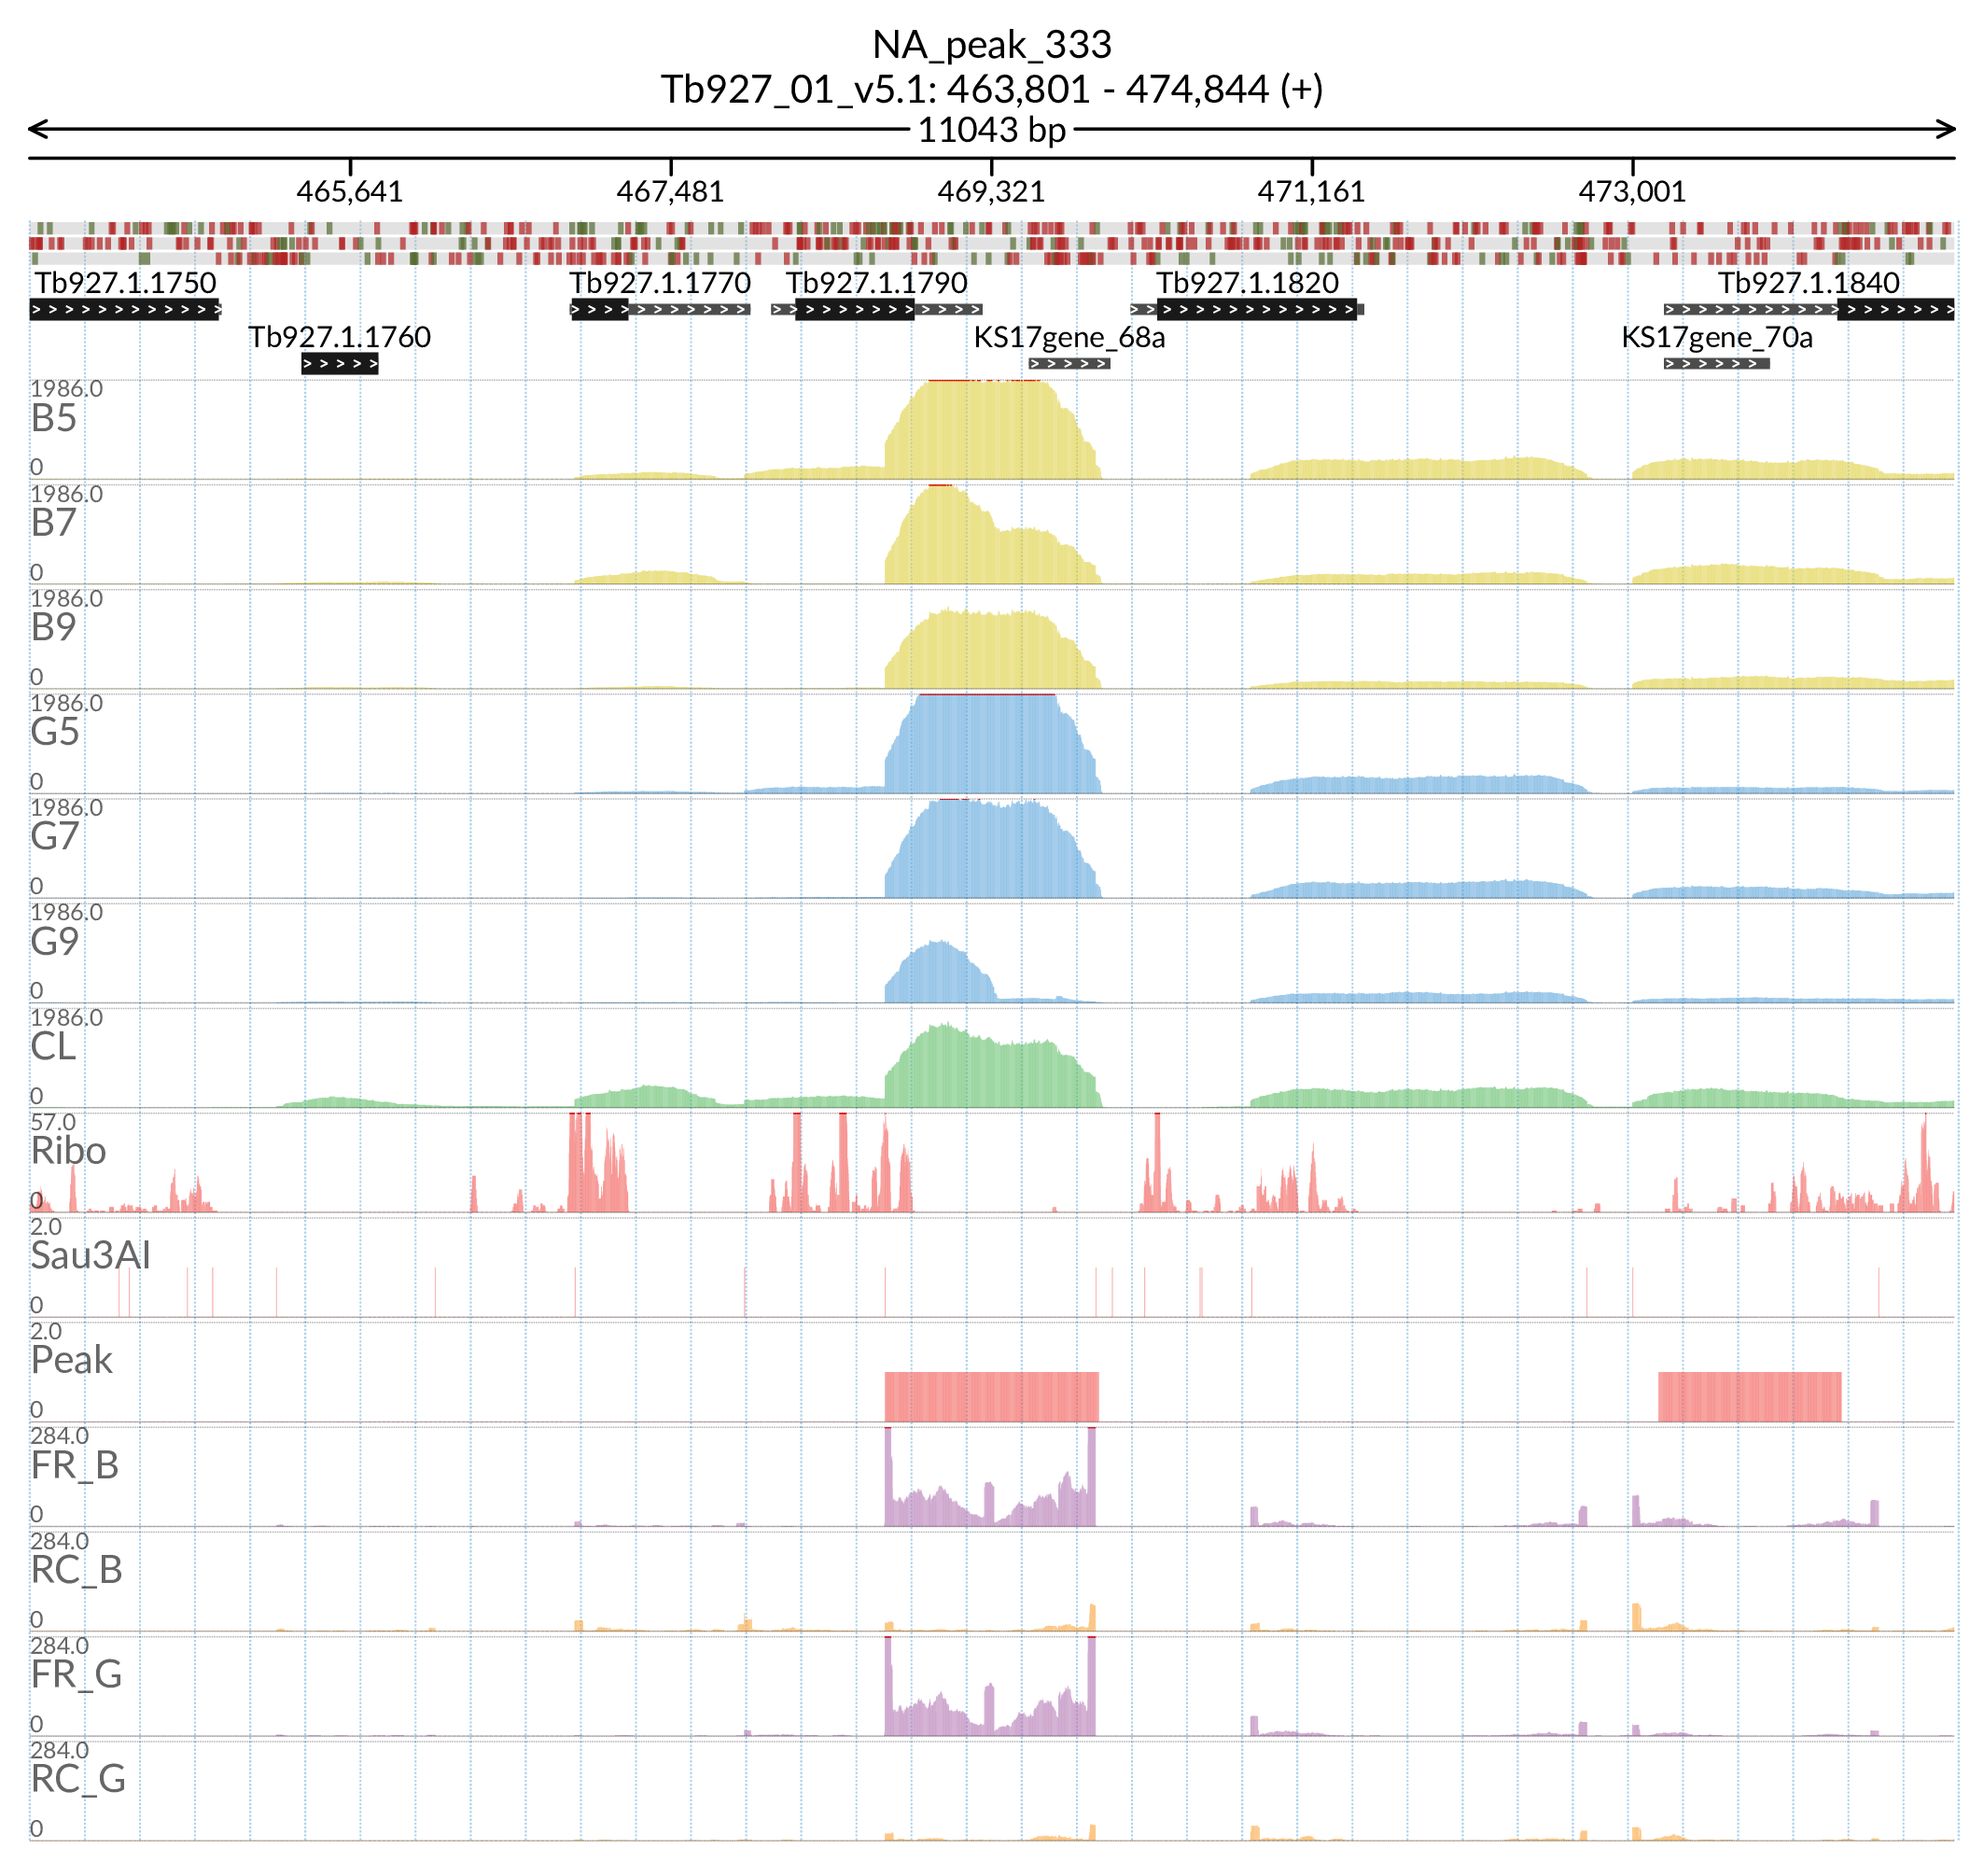 NA_peak_333
Tb927_01_v5.1: 463,801 - 474,844 (+)
11043 bp
465,641 467,481 469,321 471,161 473,001
Tb927.1.1750 Tb927.1.1770 Tb927.1.1790 Tb927.1.1820 Tb927.1.1840
Tb927.1.1760 KS17gene_68a KS17gene_70a
1986.0
B5
0
1986.0
B7
0
1986.0
B9
0
1986.0
G5
0
1986.0
G7
0
1986.0
G9
0
1986.0
CL
0
57.0
Ribo
0
2.0
Sau3AI
0
2.0
Peak
0
284.0
FR_B
0
284.0
RC_B
0
284.0
FR_G
0
284.0
RC_G
0